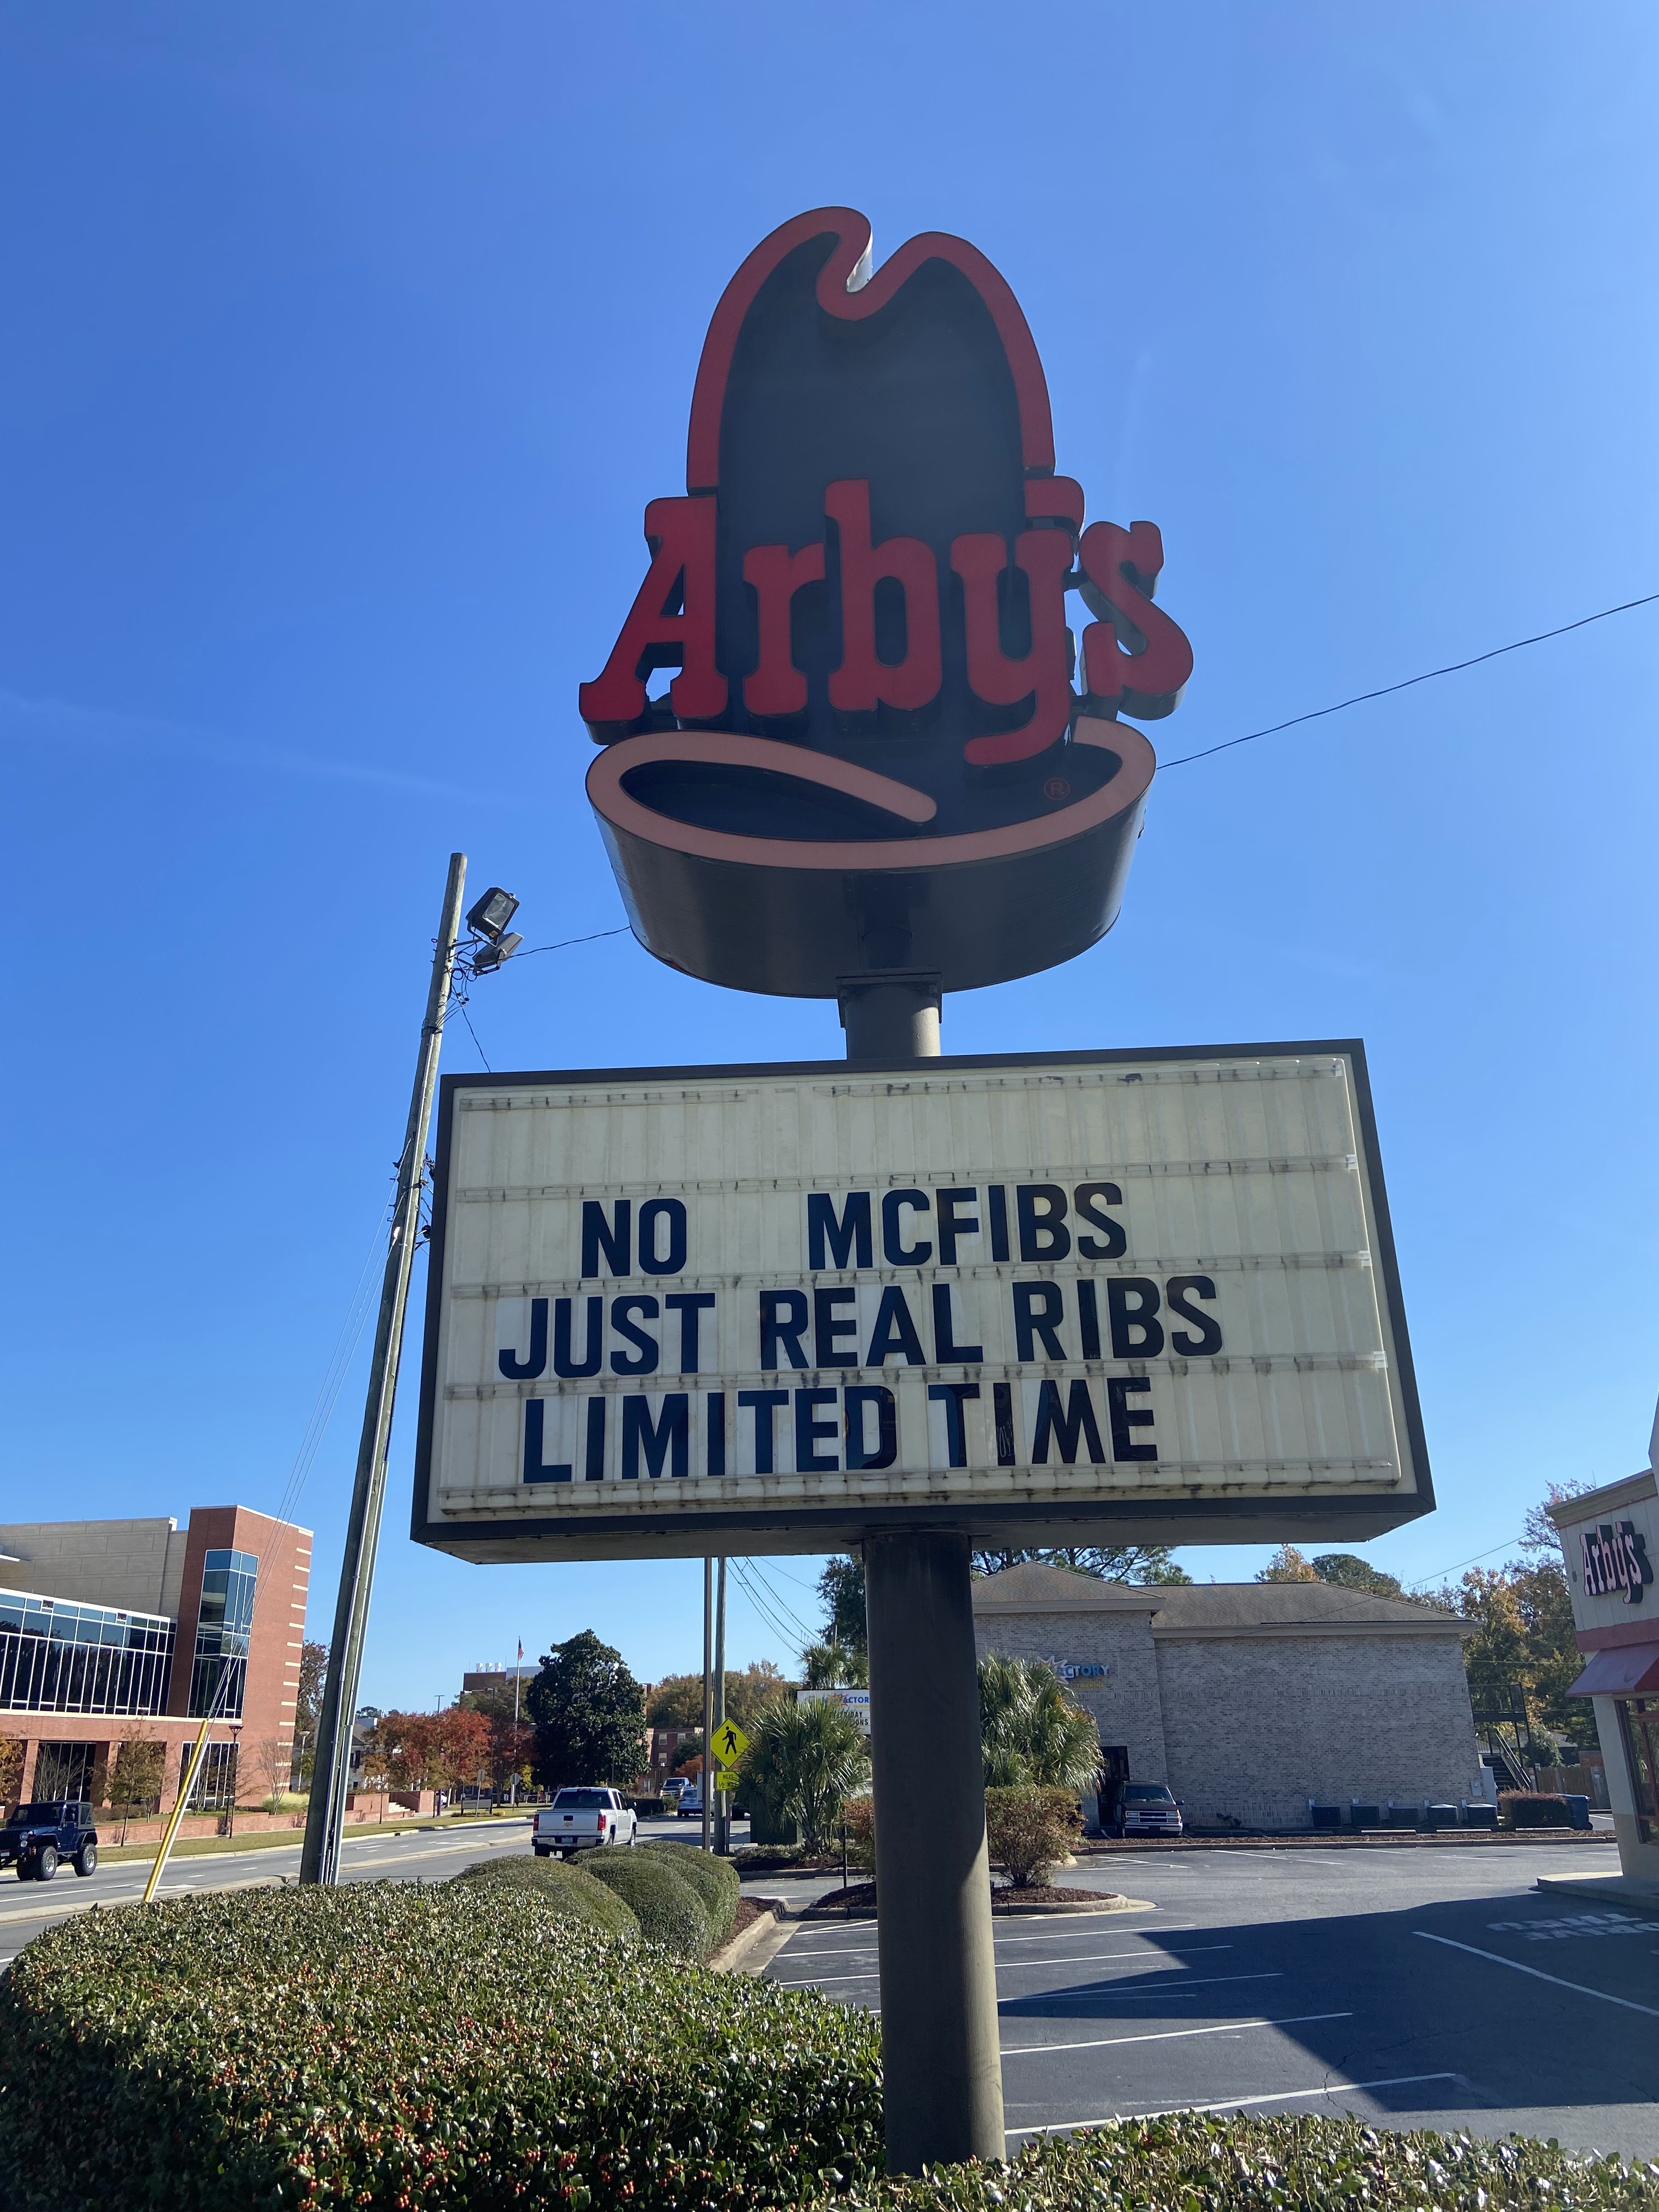 Arby's
®
NO MCFIBS
JUST REAL RIBS
LIMITED TIME
Arby's